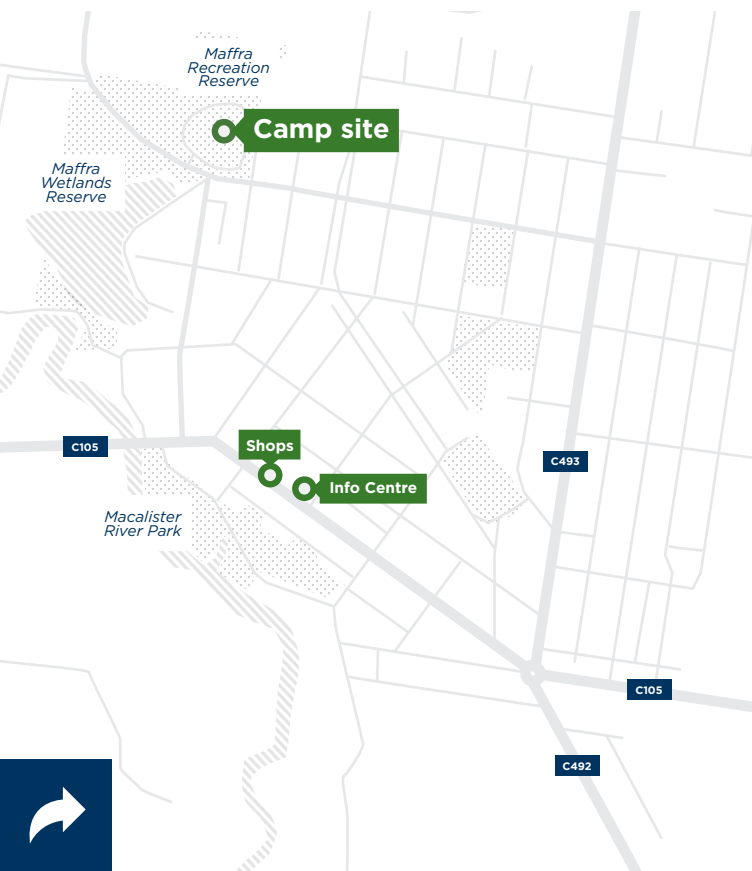 Maffra
Recreation
Reserve
Camp site
Maffra
Wetlands
Reserve
Shops
C105
C493
Info Centre
Macalister
River Park
C105
C492